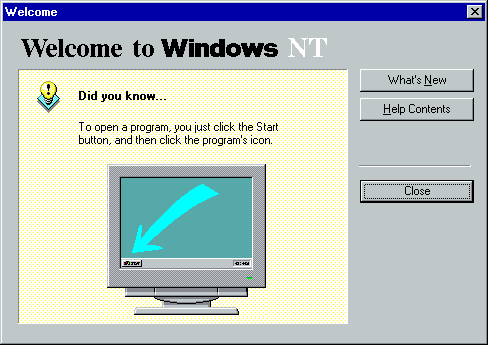 Welcome
Welcome to Windows NT
Did you know...
To open a program, you just click the Start
button, and then click the program's icon.
What's New
Help Contents
Close
Start